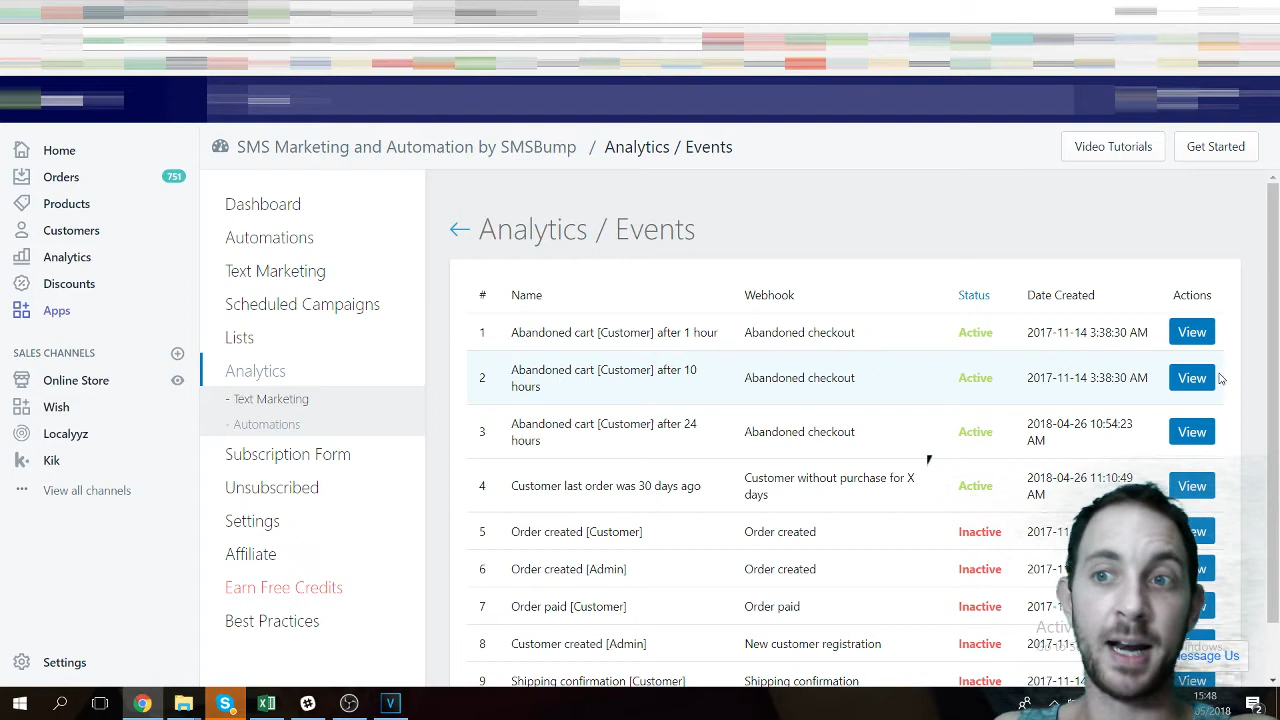 SMS Marketing and Automation by SMSBump / Analytics / Events
Video Tutorials
Get Started
Home
Orders
751
Products
Customers
Analytics
Discounts
Apps
SALES CHANNELS
Online Store
Wish
Localyyz
Kik
View all channels
Settings
Dashboard
Automations
Text Marketing
Scheduled Campaigns
Lists
Analytics
- Text Marketing
- Automations
Subscription Form
Unsubscribed
Settings
Affiliate
Earn Free Credits
Best Practices
Analytics / Events
# Name Webhook Status Date Created Actions
1 Abandoned cart [Customer] after 1 hour Abandoned checkout Active 2017-11-14 3:38:30 AM View
2 Abandoned cart [Customer] after 10 Abandoned checkout Active 2017-11-14 3:38:30 AM View
hours
3 Abandoned cart [Customer] after 24 Abandoned checkout Active 2018-04-26 10:54:23 View
hours AM
4 Customer last order was 30 days ago Customer without purchase for X Active 2018-04-26 11:10:49 View
days AM
5 Order created [Customer] Order created Inactive
6 Order created [Admin] Order created Inactive
7 Order paid [Customer] Order paid Inactive
8 Customer created [Admin] New customer registration Inactive
9 Shipping confirmation [Customer] Shipping confirmation Inactive View
Message Us
15:48
V